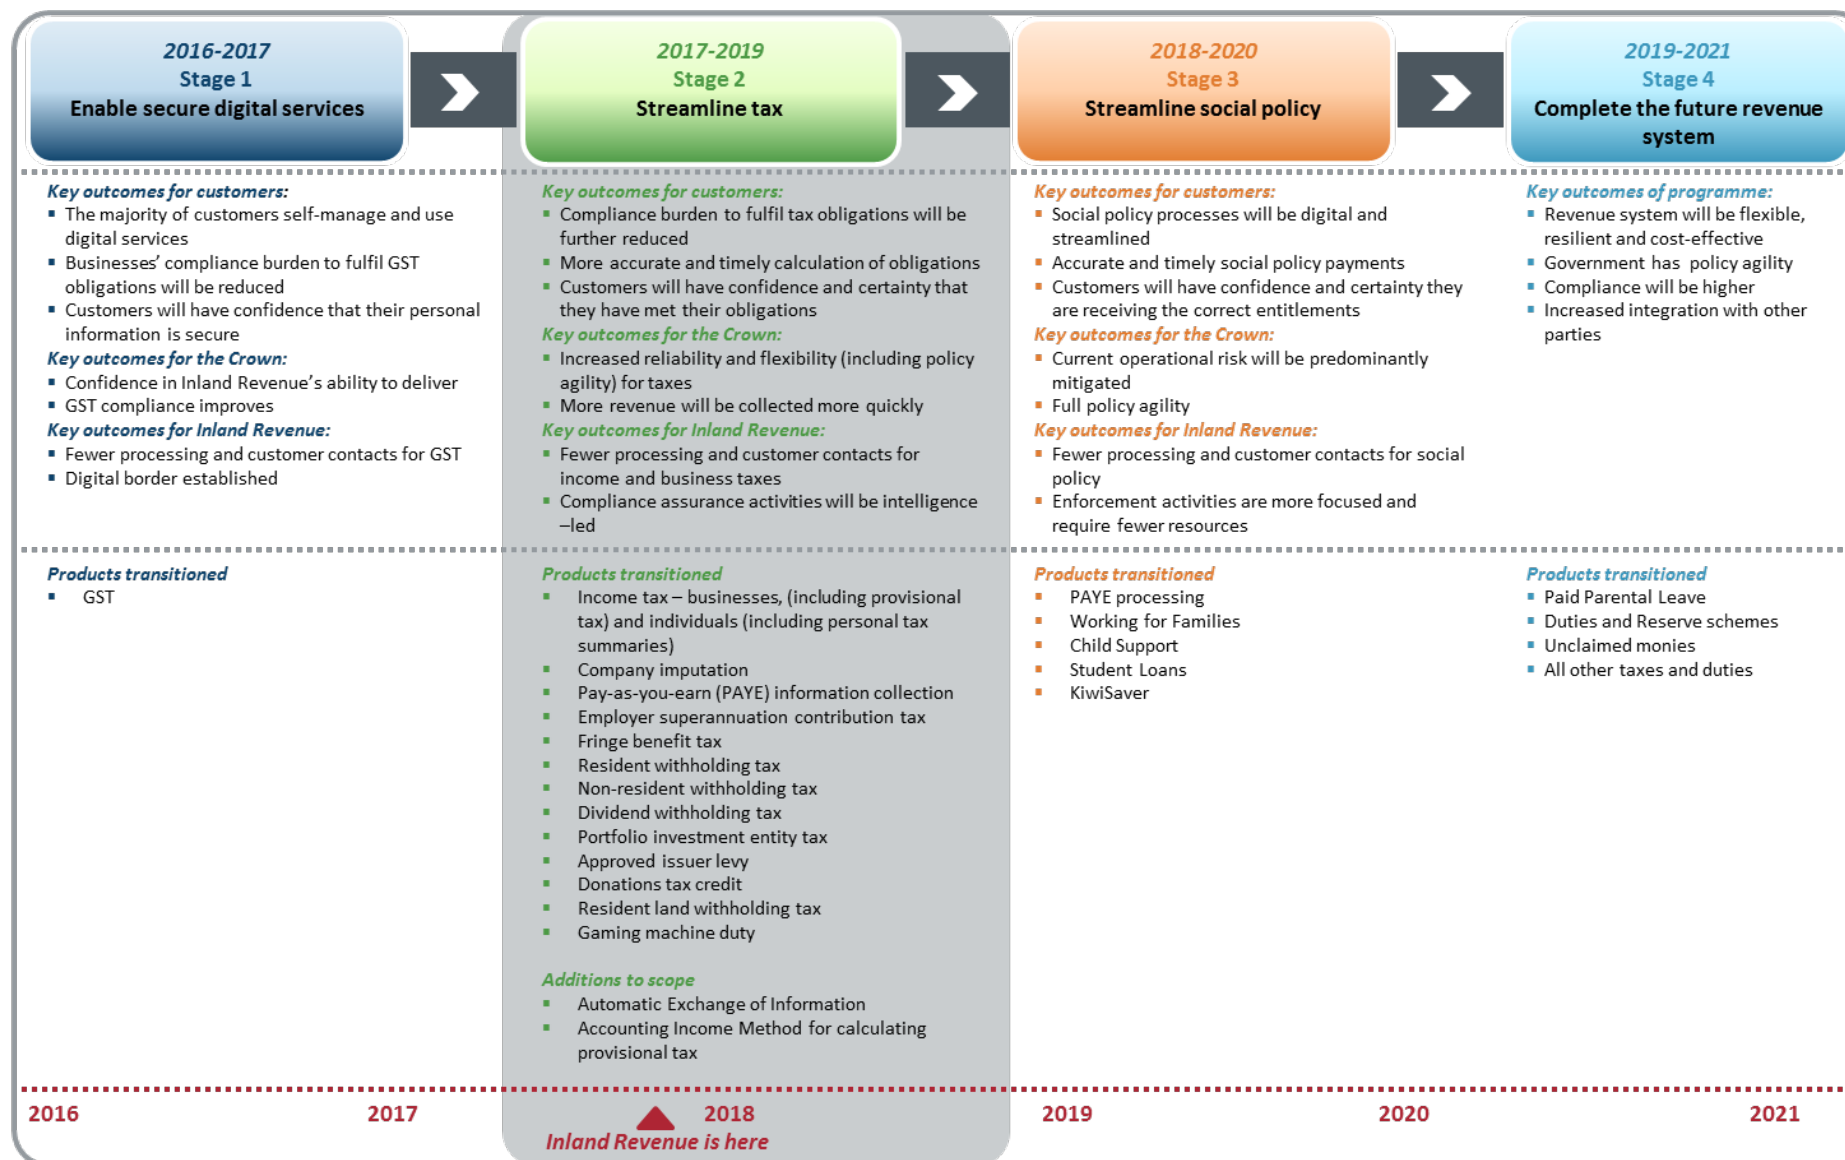 2016-2017
Stage 1
Enable secure digital services
2017-2019
Stage 2
Streamline tax
2018-2020
Stage 3
Streamline social policy
2019-2021
Stage 4
Complete the future revenue
system
Key outcomes for customers:
▪ The majority of customers self-manage and use
digital services
▪ Businesses’ compliance burden to fulfil GST
obligations will be reduced
▪ Customers will have confidence that their personal
information is secure
Key outcomes for the Crown:
▪ Confidence in Inland Revenue’s ability to deliver
▪ GST compliance improves
Key outcomes for Inland Revenue:
▪ Fewer processing and customer contacts for GST
▪ Digital border established
Key outcomes for customers:
▪ Compliance burden to fulfil tax obligations will be
further reduced
▪ More accurate and timely calculation of obligations
▪ Customers will have confidence and certainty that
they have met their obligations
Key outcomes for the Crown:
▪ Increased reliability and flexibility (including policy
agility) for taxes
▪ More revenue will be collected more quickly
Key outcomes for Inland Revenue:
▪ Fewer processing and customer contacts for
income and business taxes
▪ Compliance assurance activities will be intelligence
–led
Key outcomes for customers:
▪ Social policy processes will be digital and
streamlined
▪ Accurate and timely social policy payments
▪ Customers will have confidence and certainty they
are receiving the correct entitlements
Key outcomes for the Crown:
▪ Current operational risk will be predominantly
mitigated
▪ Full policy agility
Key outcomes for Inland Revenue:
▪ Fewer processing and customer contacts for social
policy
▪ Enforcement activities are more focused and
require fewer resources
Key outcomes of programme:
▪ Revenue system will be flexible,
resilient and cost-effective
▪ Government has policy agility
▪ Compliance will be higher
▪ Increased integration with other
parties
Products transitioned
▪ GST
Products transitioned
▪ Income tax – businesses, (including provisional
tax) and individuals (including personal tax
summaries)
▪ Company imputation
▪ Pay-as-you-earn (PAYE) information collection
▪ Employer superannuation contribution tax
▪ Fringe benefit tax
▪ Resident withholding tax
▪ Non-resident withholding tax
▪ Dividend withholding tax
▪ Portfolio investment entity tax
▪ Approved issuer levy
▪ Donations tax credit
▪ Resident land withholding tax
▪ Gaming machine duty
Additions to scope
▪ Automatic Exchange of Information
▪ Accounting Income Method for calculating
provisional tax
Products transitioned
▪ PAYE processing
▪ Working for Families
▪ Child Support
▪ Student Loans
▪ KiwiSaver
Products transitioned
▪ Paid Parental Leave
▪ Duties and Reserve schemes
▪ Unclaimed monies
▪ All other taxes and duties
2016
2017
2018
2019
2020
2021
Inland Revenue is here